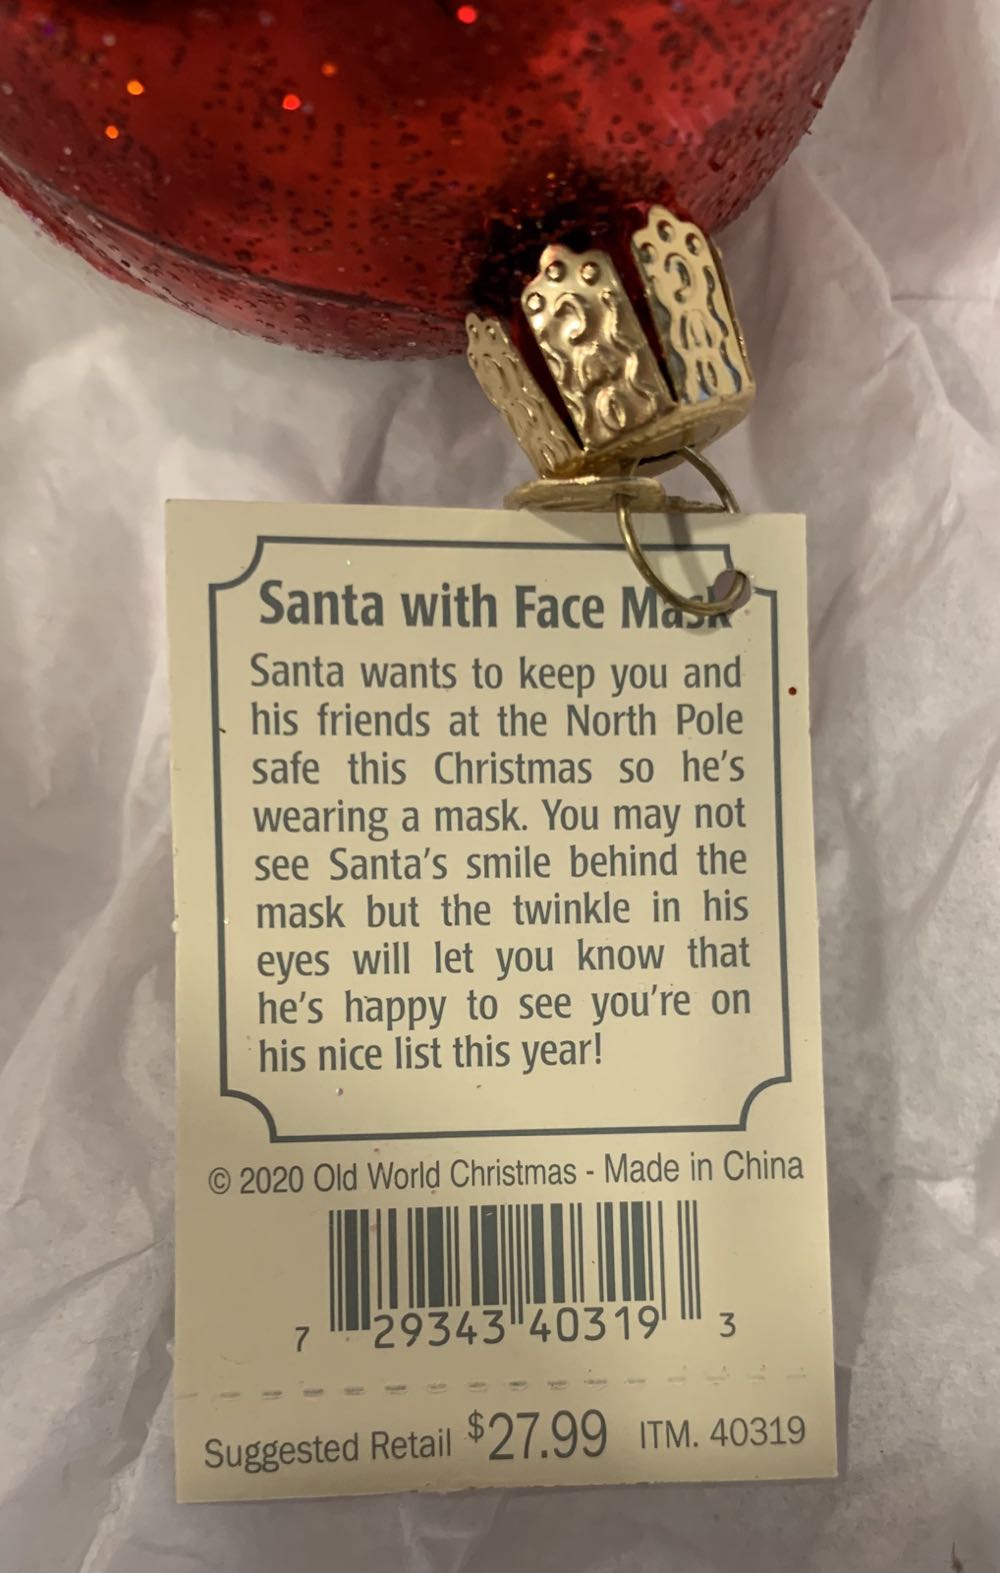 Santa with Face Mask
Santa wants to keep you and
his friends at the North Pole
safe this Christmas so he's
wearing a mask. You may not
see Santa's smile behind the
mask but the twinkle in his
eyes will let you know that
he's happy to see you're on
his nice list this year!
© 2020 Old World Christmas - Made in China
7 29343 40319 3
Suggested Retail $27.99 ITM. 40319